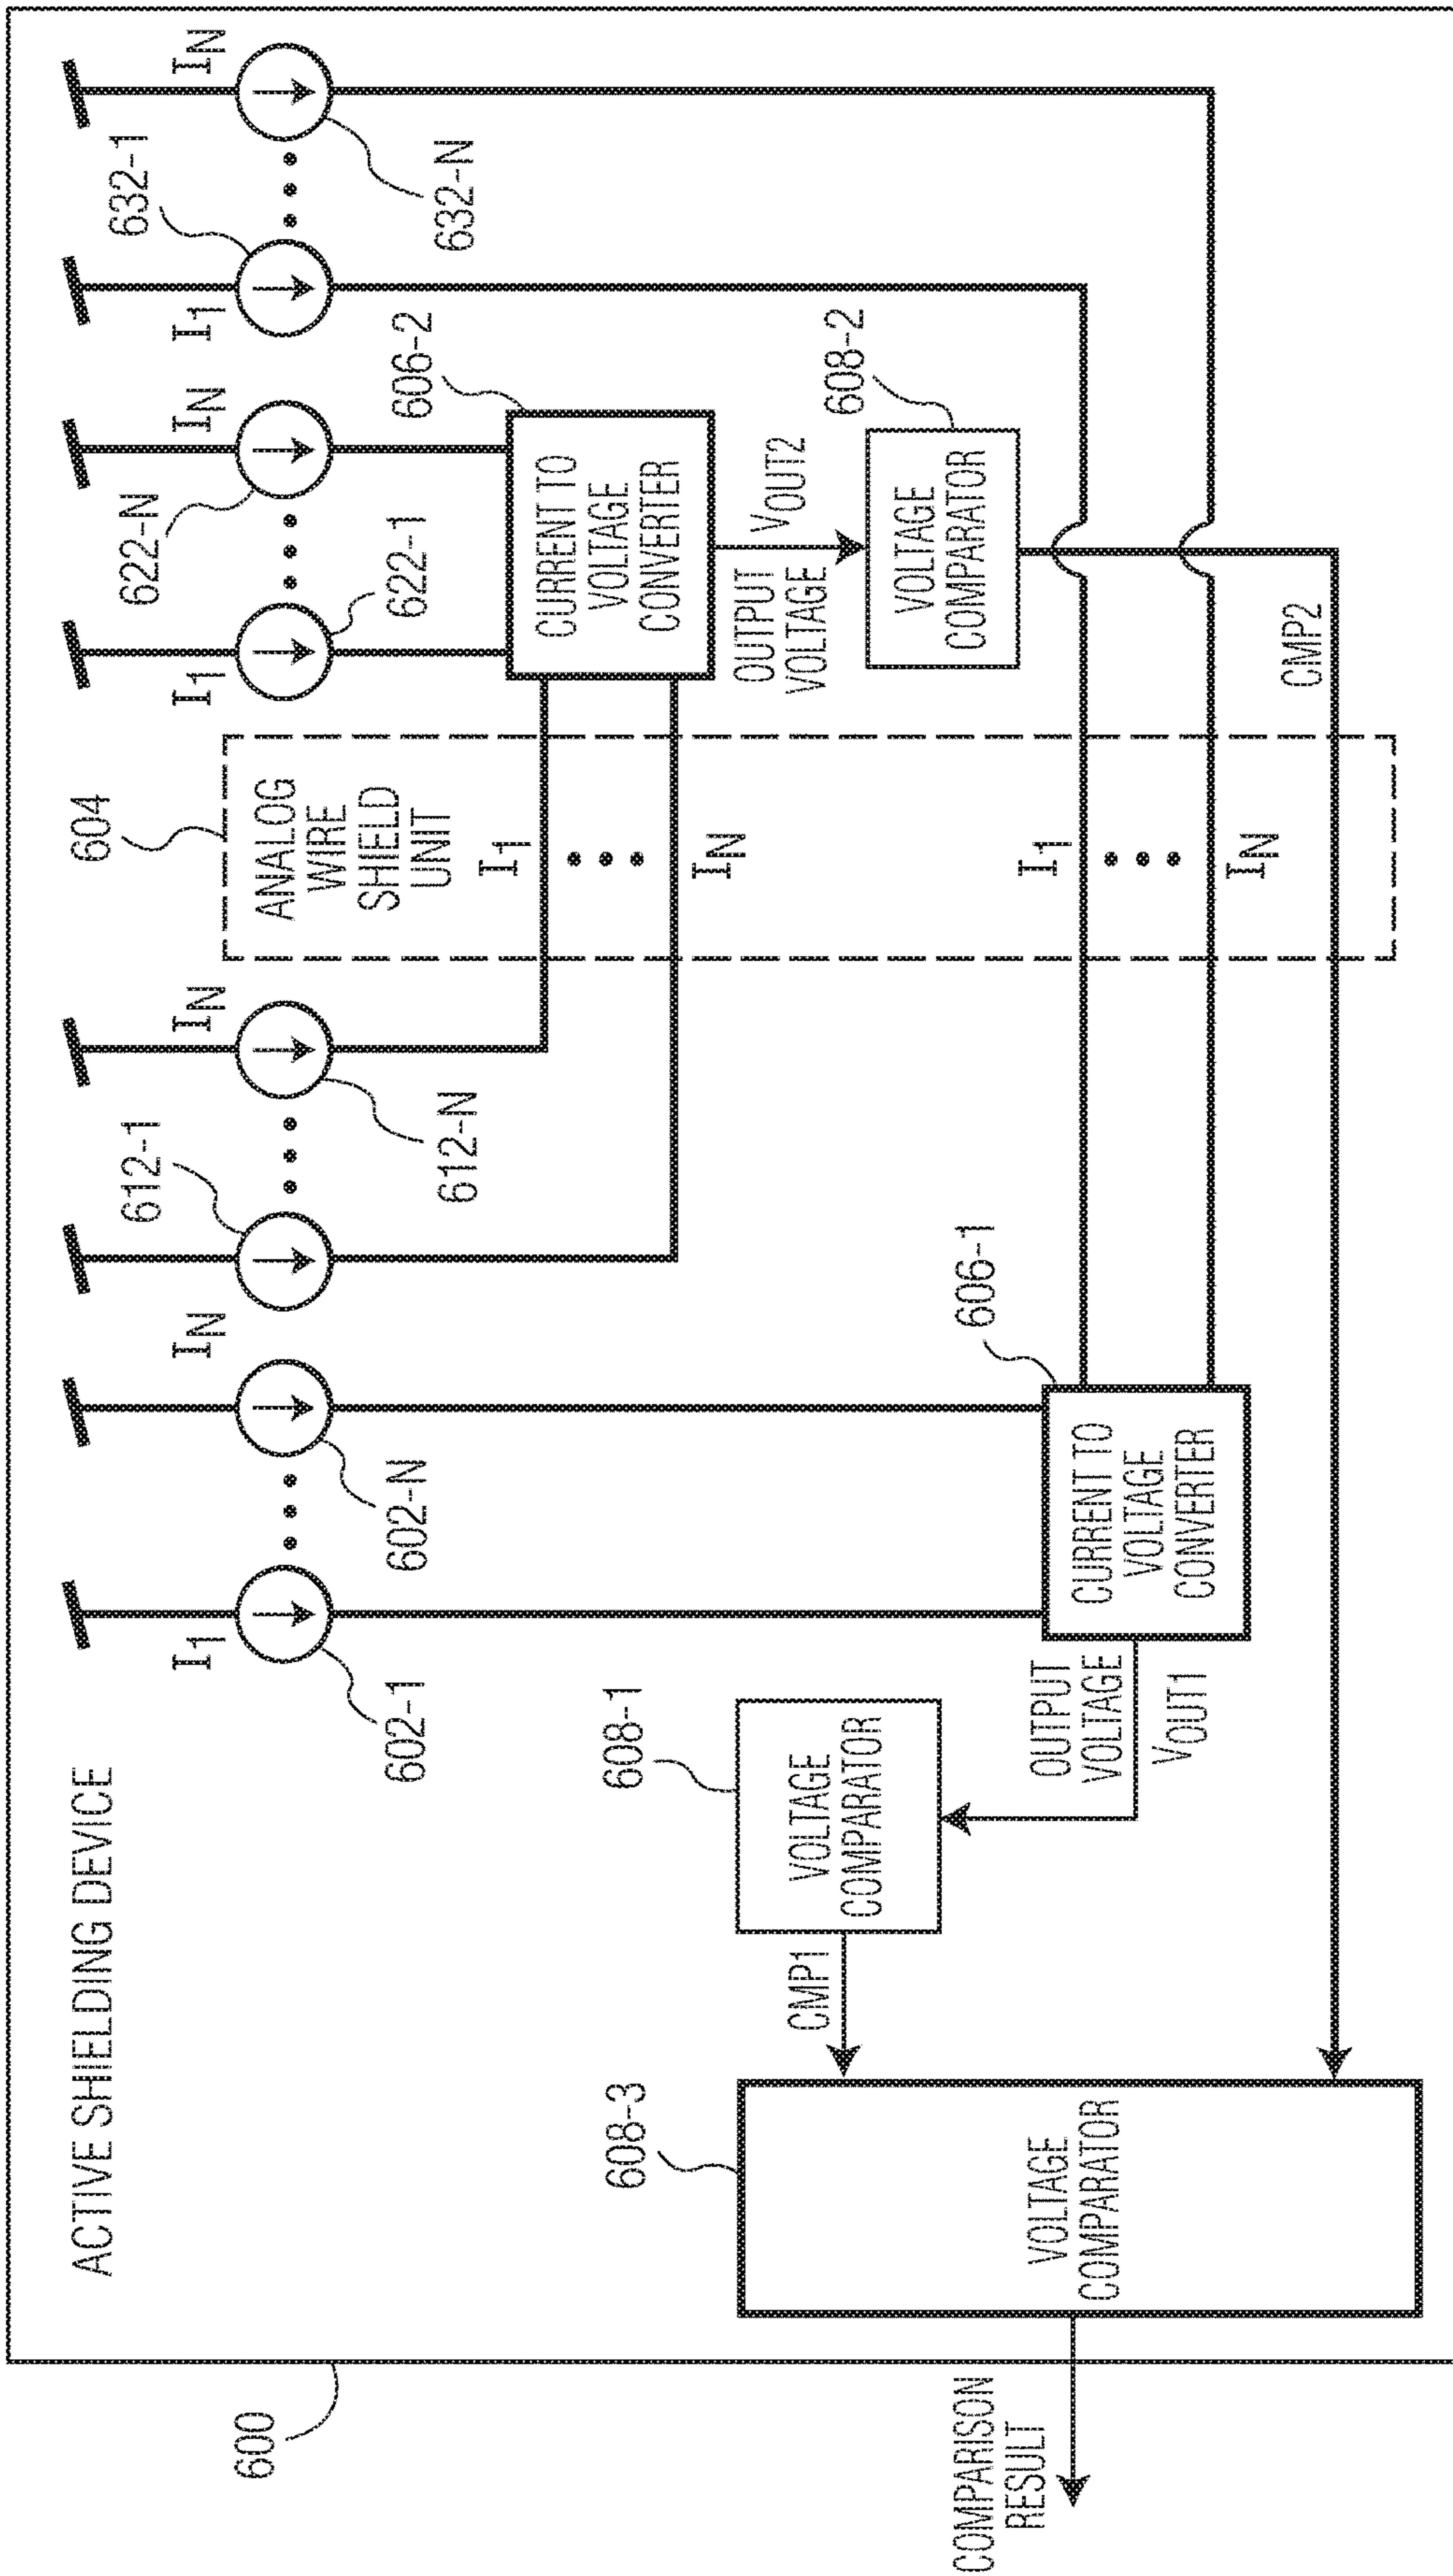 ACTIVE SHIELDING DEVICE
600
604
ANALOG
WIRE
SHIELD
UNIT
I1
602-1
IN
602-N
612-1
IN
612-N
I1
622-1
IN
622-N
I1
632-1
IN
632-N
I1
IN
CURRENT TO
VOLTAGE
CONVERTER
606-2
OUTPUT
VOLTAGE
VOUT2
VOLTAGE
COMPARATOR
608-2
I1
IN
CMP2
CURRENT TO
VOLTAGE
CONVERTER
606-1
OUTPUT
VOLTAGE
VOUT1
VOLTAGE
COMPARATOR
608-1
CMP1
VOLTAGE
COMPARATOR
608-3
COMPARISON
RESULT